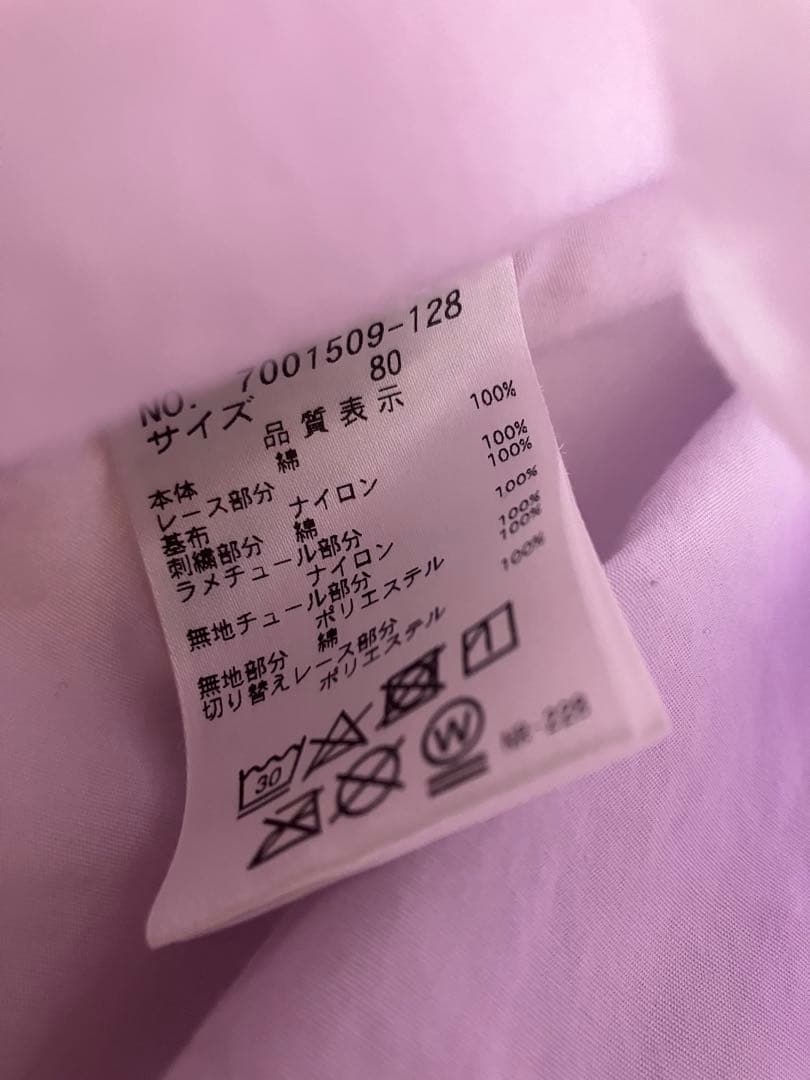 NO. 7001509-128
サイズ 80
品質表示
本体 綿 100%
レース部分
基布 ナイロン 100%
刺繍部分 綿 100%
ラメチュール部分
ナイロン 100%
無地チュール部分
ポリエステル 100%
無地部分 綿 100%
切り替えレース部分
ポリエステル 100%
30
W
NR-228